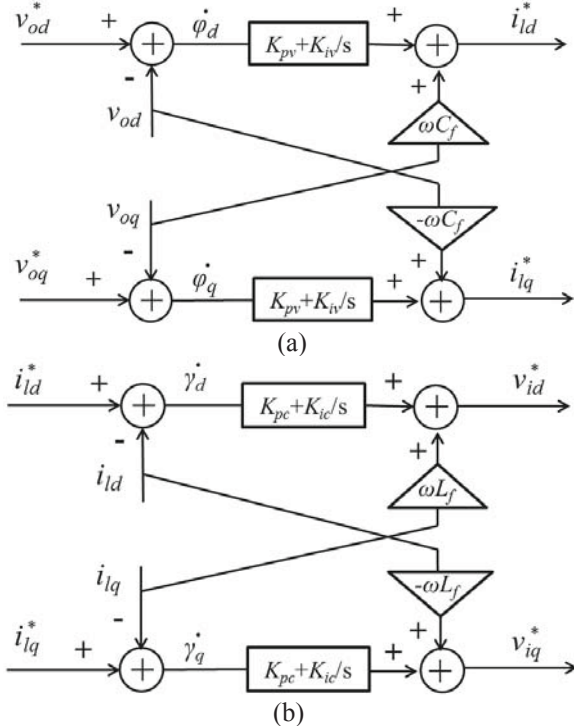 v*od + - φ̇d Kpv+Kiv/s + + i*ld
vod ωCf
voq -ωCf
v*oq + - φ̇q Kpv+Kiv/s + + i*lq
(a)
i*ld + - γ̇d Kpc+Kic/s + + v*id
ild ωLf
ilq -ωLf
i*lq + - γ̇q Kpc+Kic/s + + v*iq
(b)